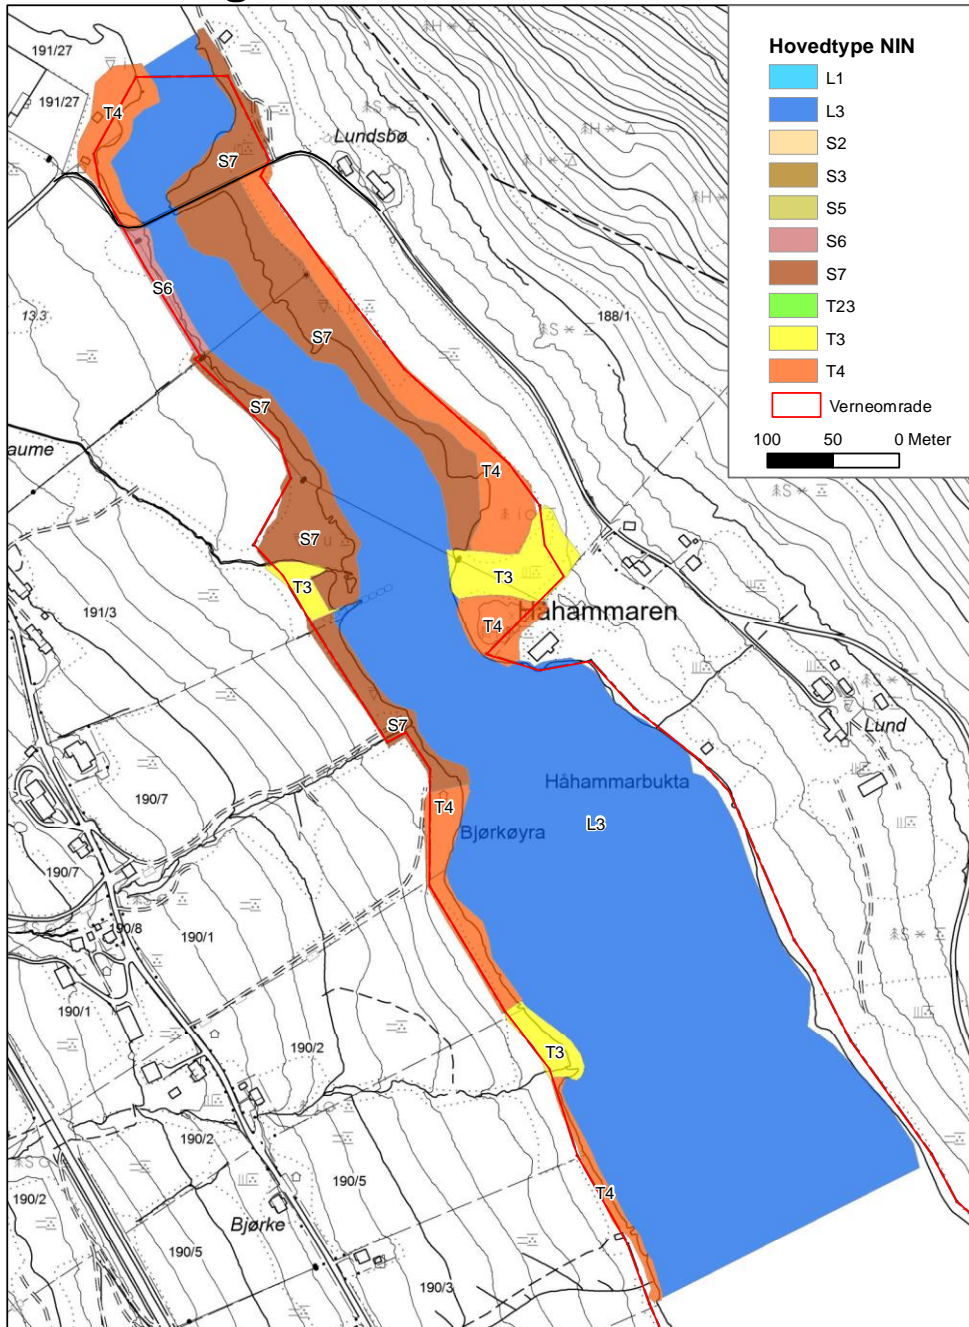 g
Hovedtype NIN
L1
L3
S2
S3
S5
S6
S7
T23
T3
T4
Verneomrade
100 50 0 Meter
191/27
191/27
T4
Lundsbø
S7
S6
13.3
188/1
S7
S7
aume
T4
S7
T3
T3
191/3
Håhammaren
T4
S7
Lund
190/7
Håhammarbukta
T4
L3
Bjørkøyra
190/7
190/8
190/1
190/1
190/2
T3
190/2
190/5
190/2
T4
Bjørke
190/5
190/3